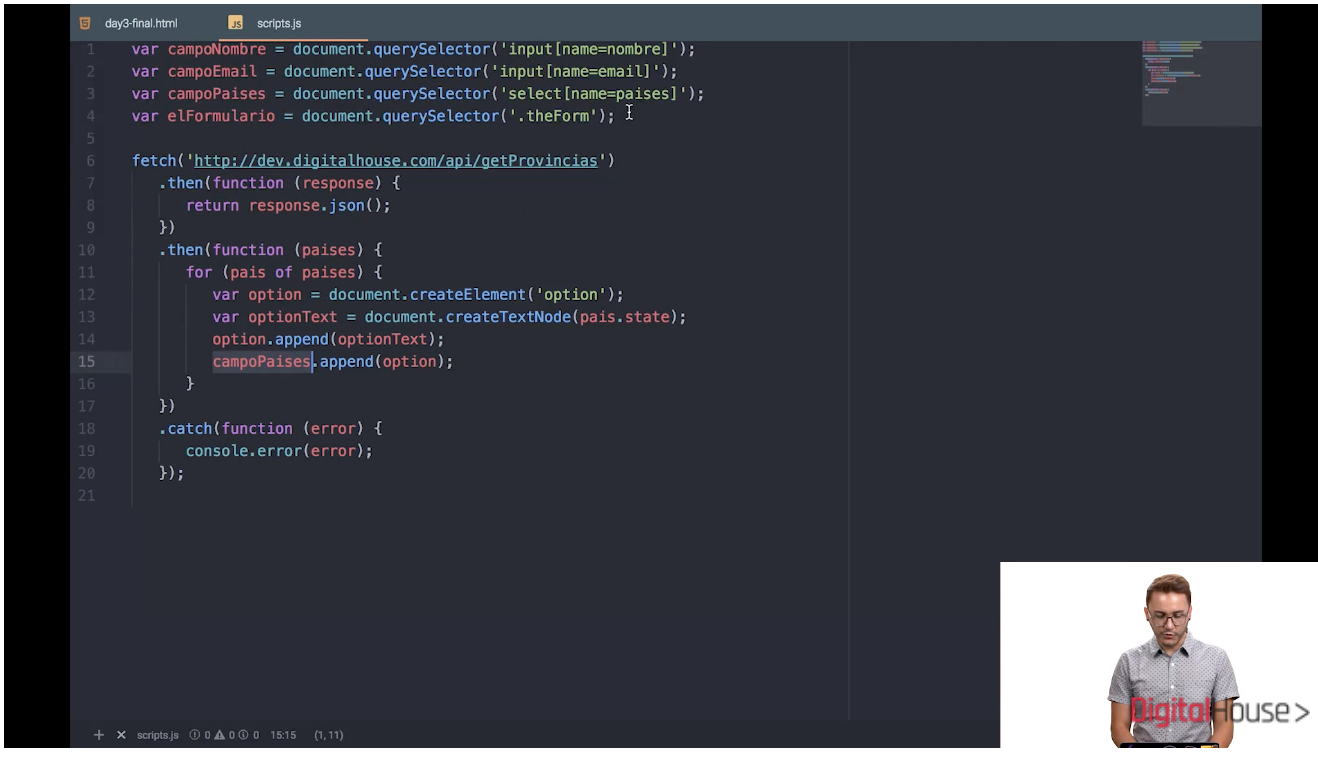 day3-final.html
JS scripts.js
1 var campoNombre = document.querySelector('input[name=nombre]');
2 var campoEmail = document.querySelector('input[name=email]');
3 var campoPaises = document.querySelector('select[name=paises]');
4 var elFormulario = document.querySelector('.theForm');
5
6 fetch('http://dev.digitalhouse.com/api/getProvincias')
7 .then(function (response) {
8 return response.json();
9 })
10 .then(function (paises) {
11 for (pais of paises) {
12 var option = document.createElement('option');
13 var optionText = document.createTextNode(pais.state);
14 option.append(optionText);
15 campoPaises.append(option);
16 }
17 })
18 .catch(function (error) {
19 console.error(error);
20 });
21
DigitalHouse>
scripts.js 0 0 0 15:15 (1, 11)